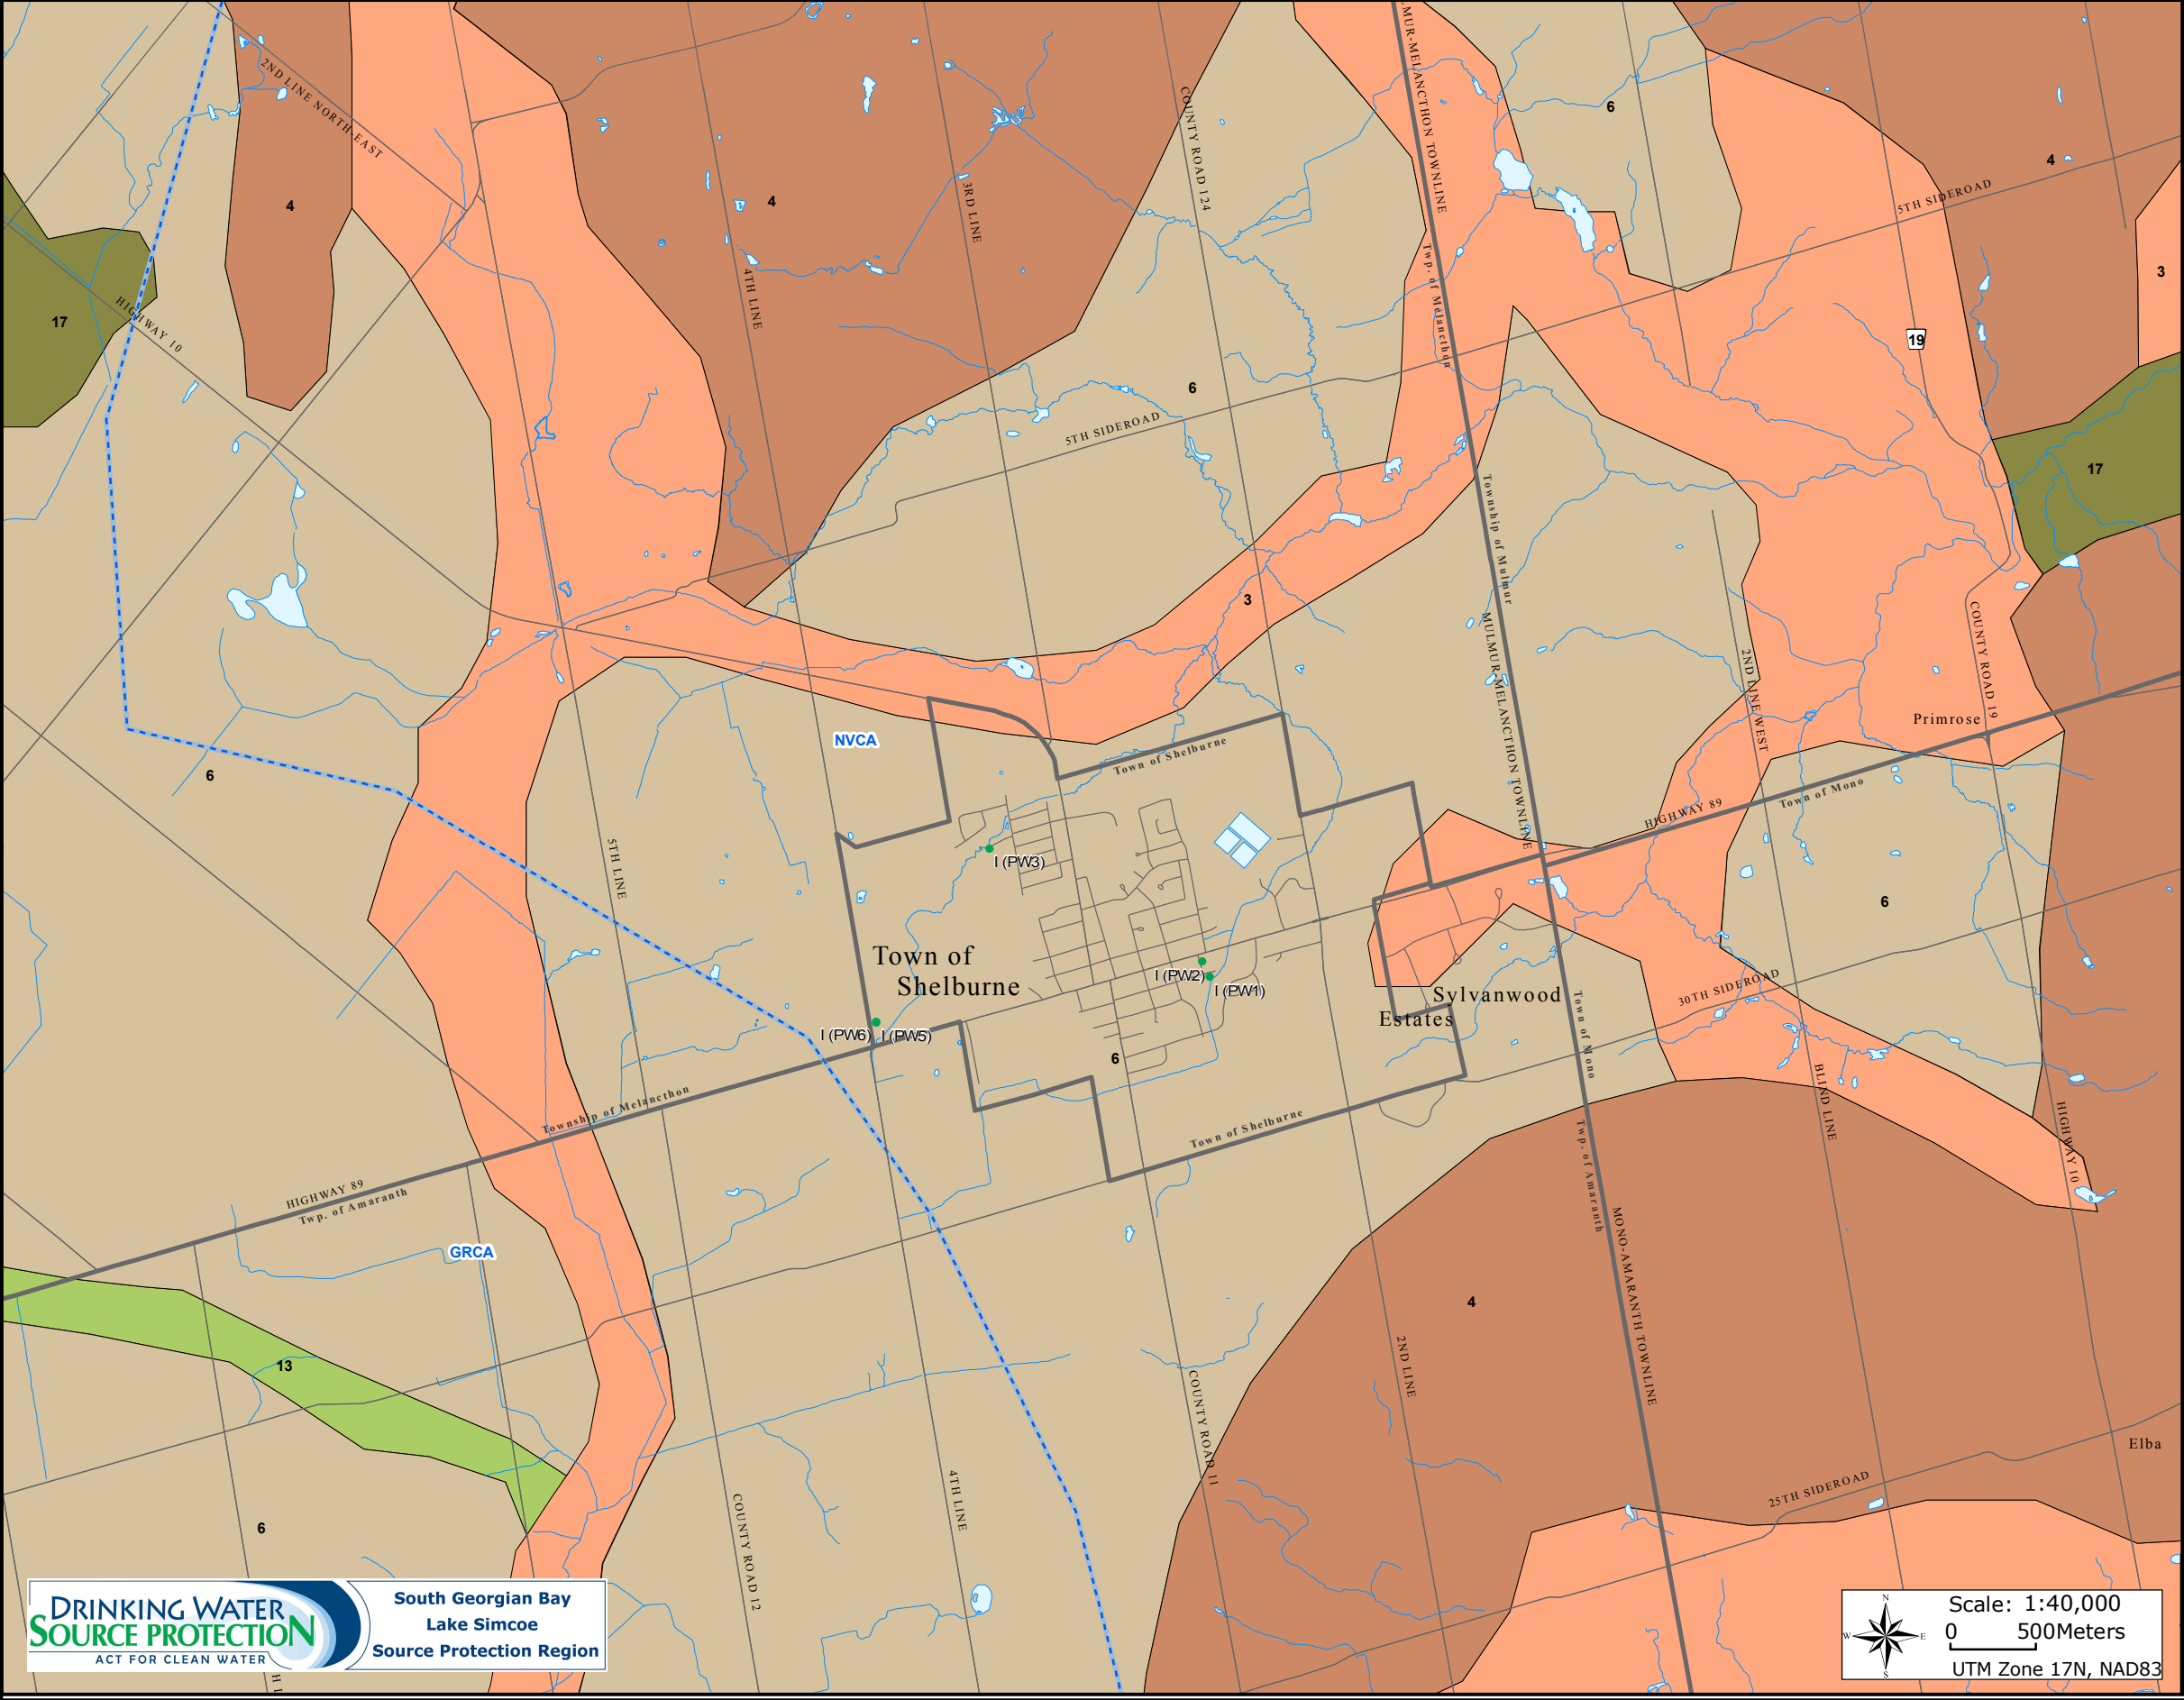 2ND LINE NORTH-EAST
MUR-MELANCTHON TOWNLINE
COUNTY ROAD 124
6
4
4
4
3RD LINE
5TH SIDEROAD
4TH LINE
Twp. of Melancthon
3
17
HIGHWAY 10
19
6
5TH SIDEROAD
17
Township of Mulmur
3
MULMUR-MELANCTHON TOWNLINE
COUNTY ROAD 19
2ND LINE WEST
Primrose
NVCA
Town of Shelburne
6
Town of Mono
HIGHWAY 89
5TH LINE
I (PW3)
6
Town of
Shelburne
I (PW2)
I (PW1)
Sylvanwood
Estates
30TH SIDEROAD
Town of Mono
I (PW6)
I (PW5)
6
BLIND LINE
Township of Melancthon
Town of Shelburne
HIGHWAY 10
Twp. of Amaranth
HIGHWAY 89
Twp. of Amaranth
MONO-AMARANTH TOWNLINE
GRCA
4
13
2ND LINE
COUNTY ROAD 11
Elba
4TH LINE
25TH SIDEROAD
COUNTY ROAD 12
6
DRINKING WATER
SOURCE PROTECTION
ACT FOR CLEAN WATER
South Georgian Bay
Lake Simcoe
Source Protection Region
N
W
E
S
Scale: 1:40,000
0 500Meters
UTM Zone 17N, NAD83